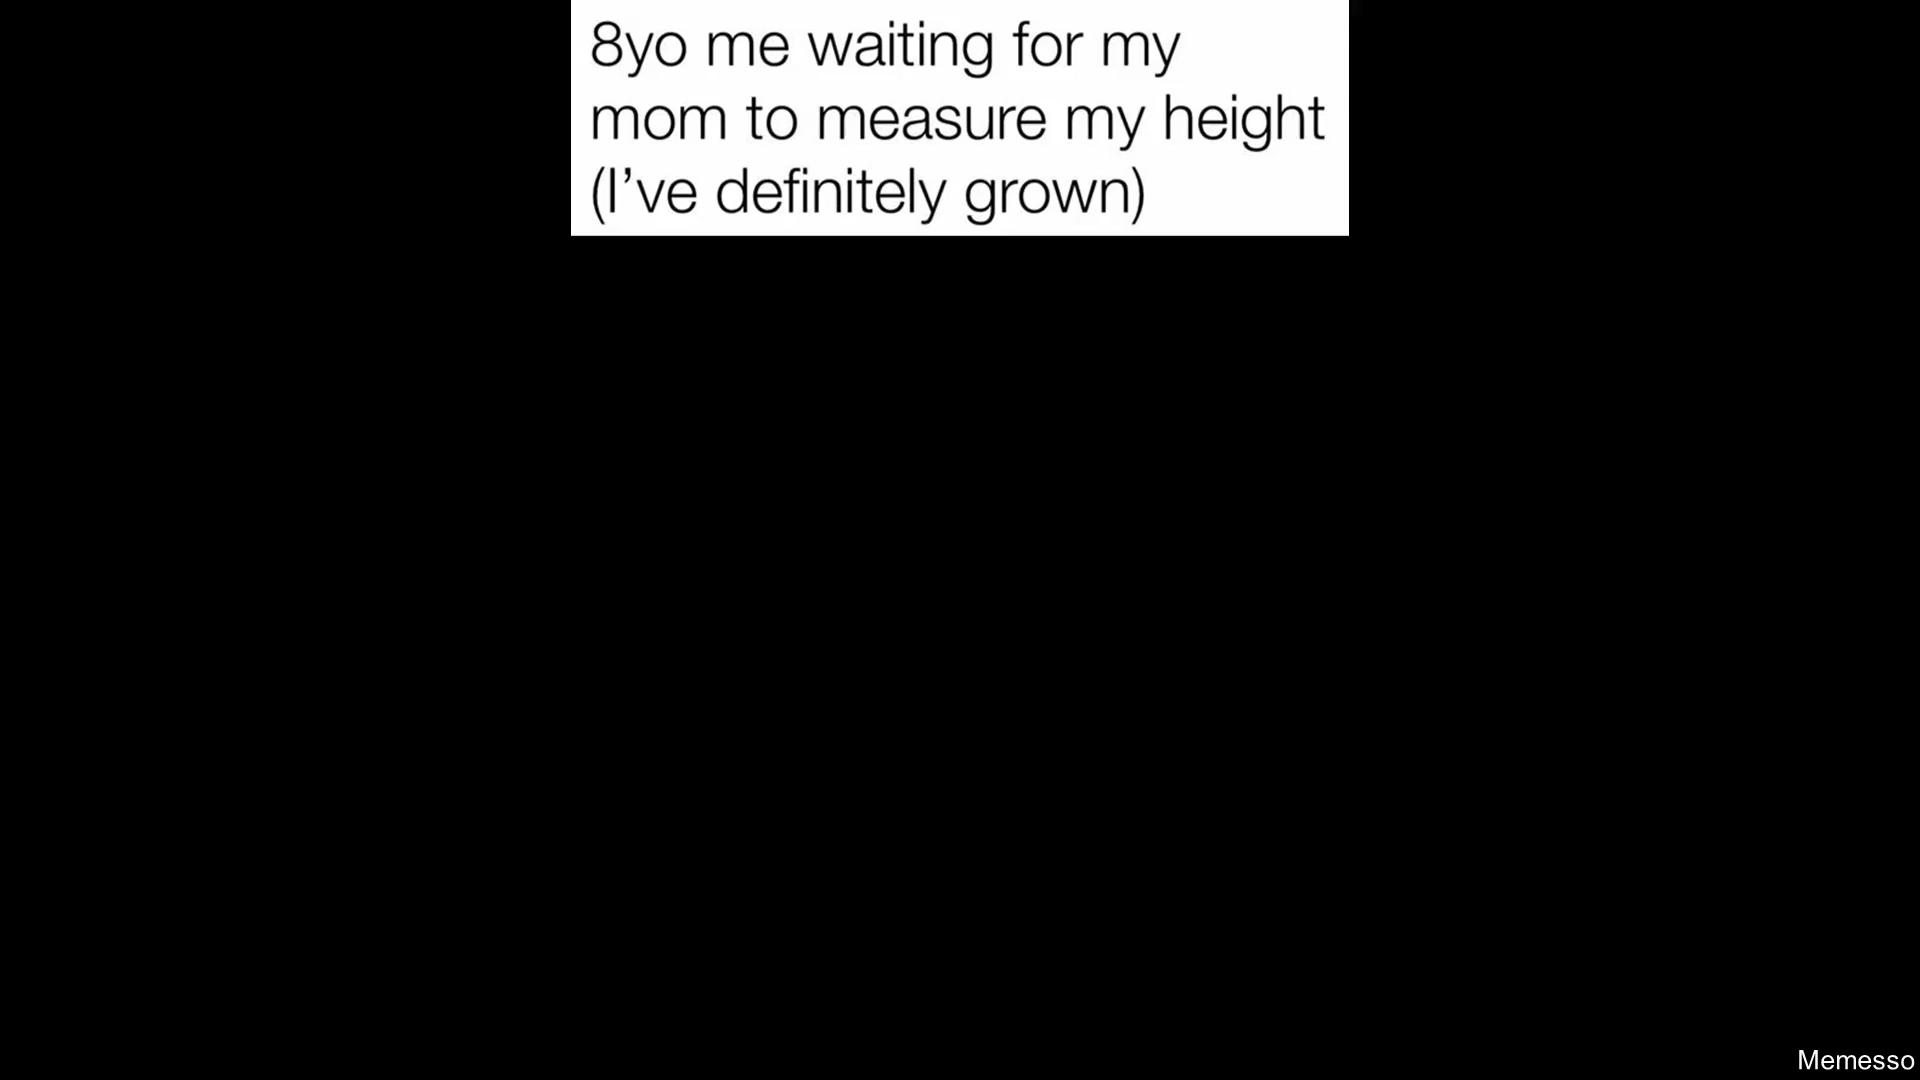 8yo me waiting for my
mom to measure my height
(I’ve definitely grown)
Memesso